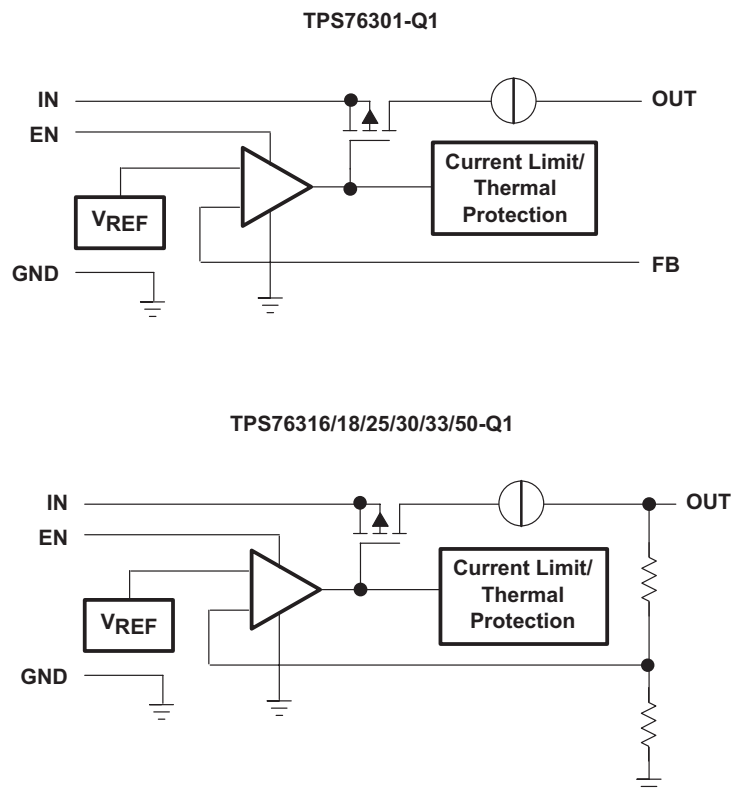 TPS76301-Q1
IN
OUT
EN
Current Limit/
Thermal
Protection
VREF
GND
FB
TPS76316/18/25/30/33/50-Q1
IN
OUT
EN
Current Limit/
Thermal
Protection
VREF
GND